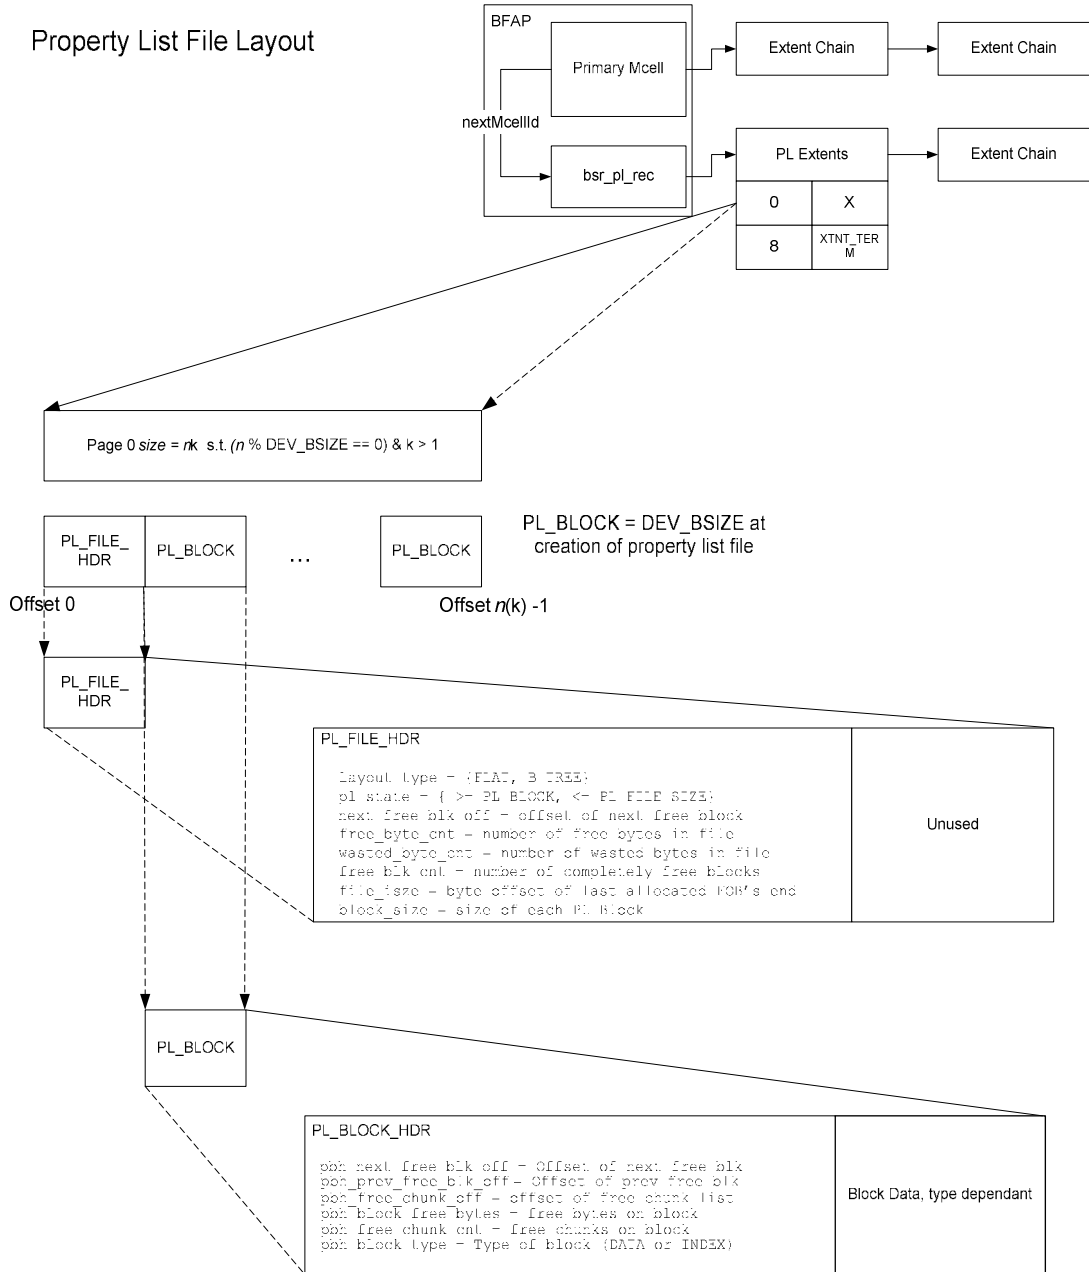 Property List File Layout
BFAP
Primary Mcell
Extent Chain
Extent Chain
nextMcellId
bsr_pl_rec
PL Extents
Extent Chain
0
X
8
XTNT_TER
M
Page 0 size = nk s.t. (n % DEV_BSIZE == 0) & k > 1
PL_FILE_
HDR
PL_BLOCK
...
PL_BLOCK
PL_BLOCK = DEV_BSIZE at
creation of property list file
Offset 0
Offset n(k) -1
PL_FILE_
HDR
PL_FILE_HDR
layout type = {FLAT, B TREE}
pl state = { >= PL BLOCK, <= PL FILE SIZE}
next free blk off = offset of next free block
free_byte_cnt = number of free bytes in file
wasted_byte_cnt = number of wasted bytes in file
free blk cnt = number of completely free blocks
file_isze = byte offset of last allocated FOB's end
block_size = size of each PL Block
Unused
PL_BLOCK
PL_BLOCK_HDR
pbh next free blk off = Offset of next free blk
pbh_prev_free_blk_off = Offset of prev free blk
pbh_free_chunk_off = offset of free chunk list
pbh block free bytes = free bytes on block
pbh free chunk cnt = free chunks on block
pbh block type = Type of block (DATA or INDEX)
Block Data, type dependant